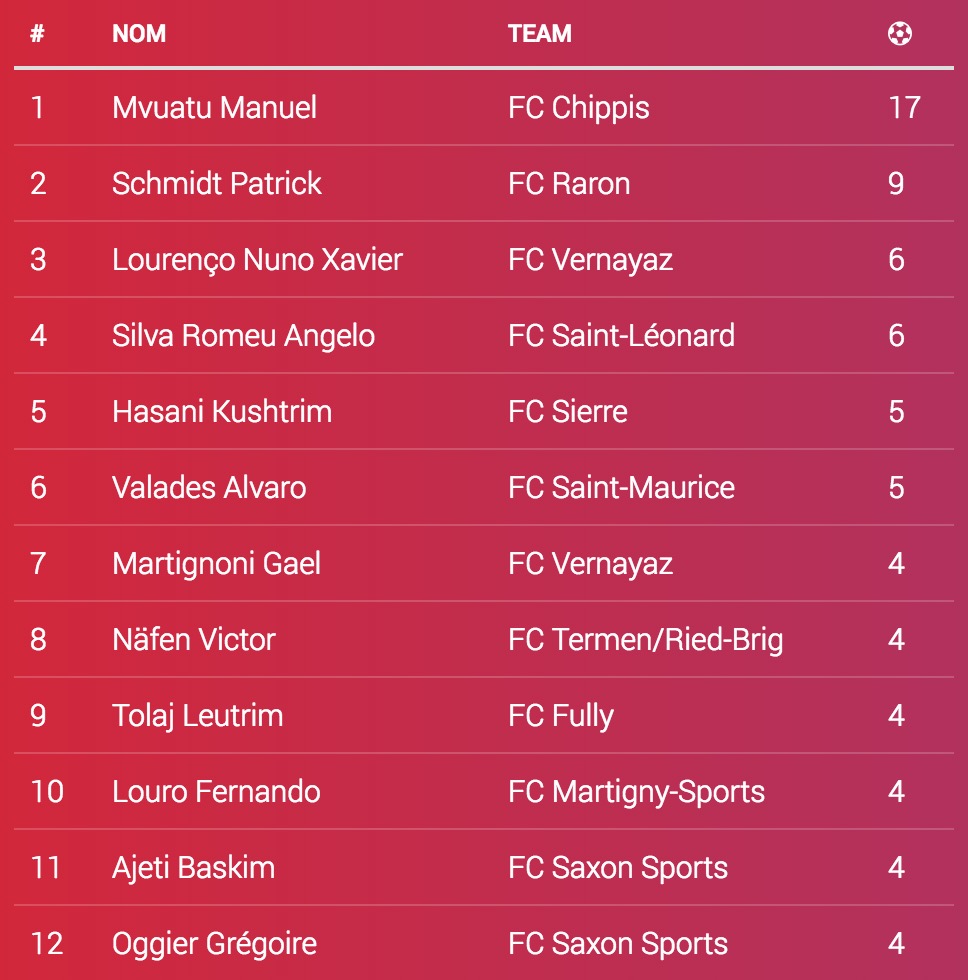 # NOM TEAM
1 Mvuatu Manuel FC Chippis 17
2 Schmidt Patrick FC Raron 9
3 Lourenço Nuno Xavier FC Vernayaz 6
4 Silva Romeu Angelo FC Saint-Léonard 6
5 Hasani Kushtrim FC Sierre 5
6 Valades Alvaro FC Saint-Maurice 5
7 Martignoni Gael FC Vernayaz 4
8 Näfen Victor FC Termen/Ried-Brig 4
9 Tolaj Leutrim FC Fully 4
10 Louro Fernando FC Martigny-Sports 4
11 Ajeti Baskim FC Saxon Sports 4
12 Oggier Grégoire FC Saxon Sports 4